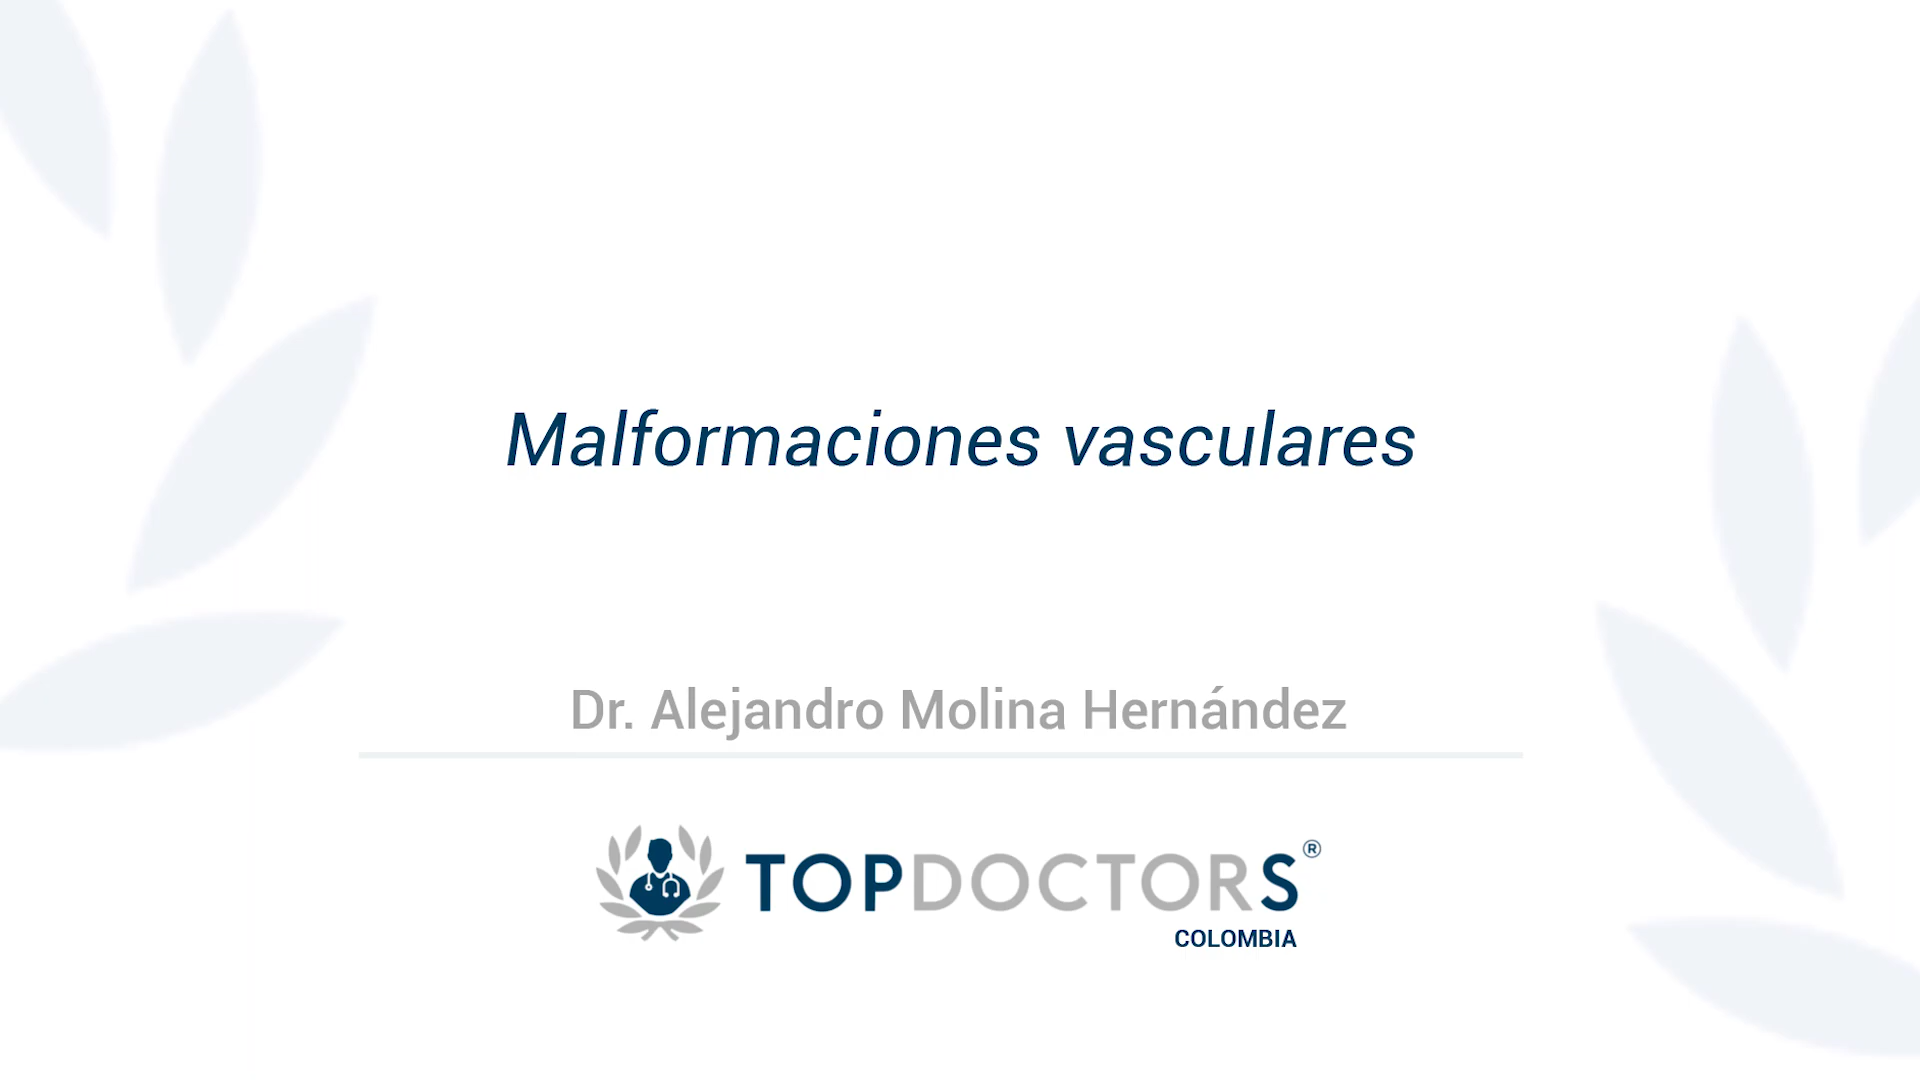 Malformaciones vasculares
Dr. Alejandro Molina Hernández
TOPDOCTORS®
COLOMBIA